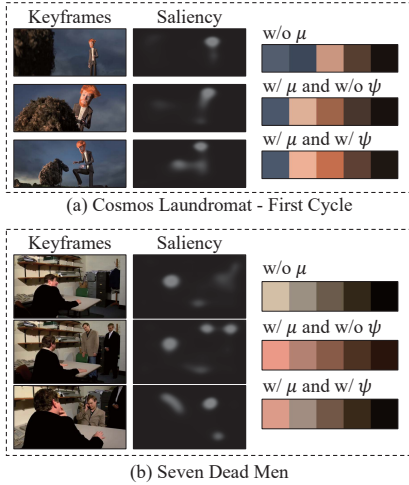 Keyframes
Saliency
w/o μ
w/ μ and w/o ψ
w/ μ and w/ ψ
(a) Cosmos Laundromat - First Cycle
Keyframes
Saliency
w/o μ
w/ μ and w/o ψ
w/ μ and w/ ψ
(b) Seven Dead Men